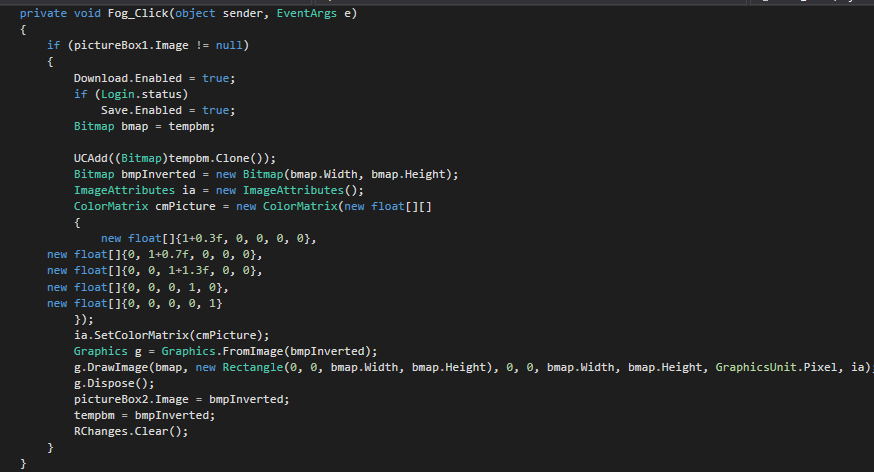 private void Fog_Click(object sender, EventArgs e)
{
if (pictureBox1.Image != null)
{
Download.Enabled = true;
if (Login.status)
Save.Enabled = true;
Bitmap bmap = tempbm;
UCAdd((Bitmap)tempbm.Clone());
Bitmap bmpInverted = new Bitmap(bmap.Width, bmap.Height);
ImageAttributes ia = new ImageAttributes();
ColorMatrix cmPicture = new ColorMatrix(new float[][]
{
new float[]{1+0.3f, 0, 0, 0, 0},
new float[]{0, 1+0.7f, 0, 0, 0},
new float[]{0, 0, 1+1.3f, 0, 0},
new float[]{0, 0, 0, 1, 0},
new float[]{0, 0, 0, 0, 1}
});
ia.SetColorMatrix(cmPicture);
Graphics g = Graphics.FromImage(bmpInverted);
g.DrawImage(bmap, new Rectangle(0, 0, bmap.Width, bmap.Height), 0, 0, bmap.Width, bmap.Height, GraphicsUnit.Pixel, ia);
g.Dispose();
pictureBox2.Image = bmpInverted;
tempbm = bmpInverted;
RChanges.Clear();
}
}